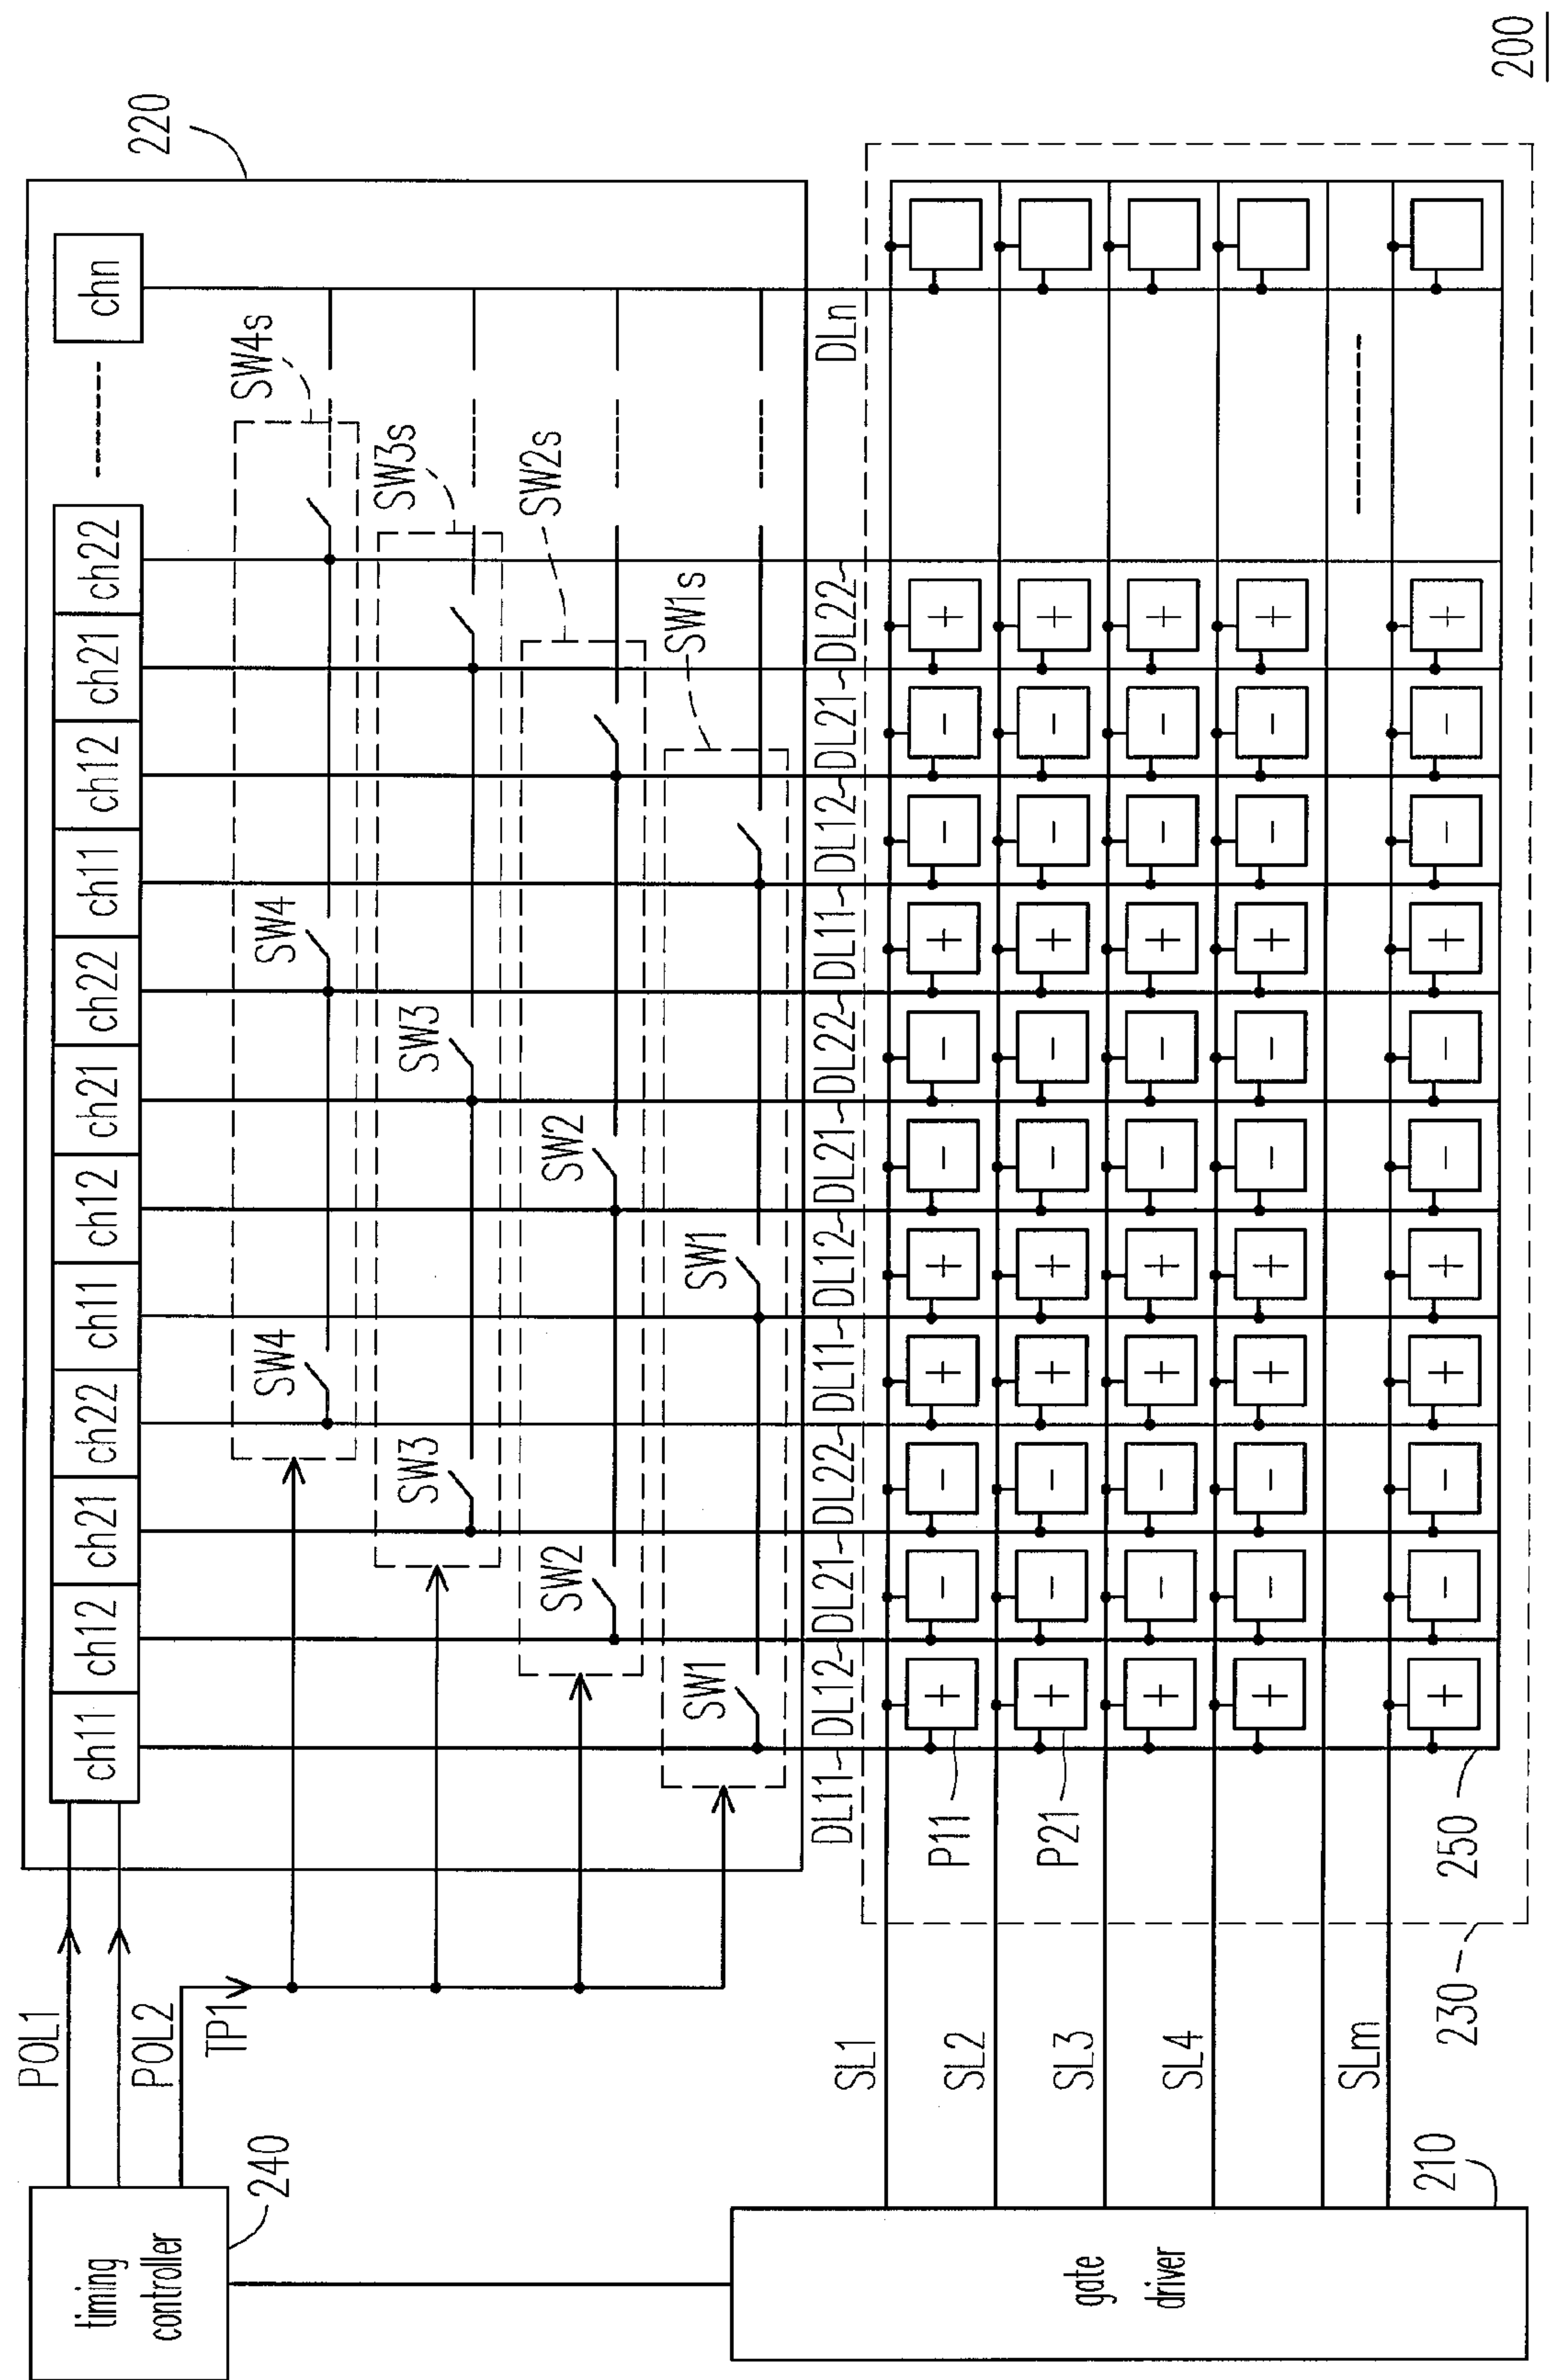 200
220
ch11 ch12 ch21 ch22 ch11 ch12 ch21 ch22 ch11 ch12 ch21 ch22 chn
POL1
POL2
TP1
timing
controller
240
SW4 SW4 SW4s
SW3 SW3 SW3s
SW2 SW2 SW2s
SW1 SW1 SW1s
DL11 DL12 DL21 DL22 DL11 DL12 DL21 DL22 DL11 DL12 DL21 DL22 DLn
SL1
+ − − + + − − + − − +
P11
SL2
+ − − + + − − + − − +
P21
SL3
+ − − + + − − + − − +
SL4
+ − − + + − − + − − +
SLm
+ − − + + − − + − − +
gate
driver
210
230
250